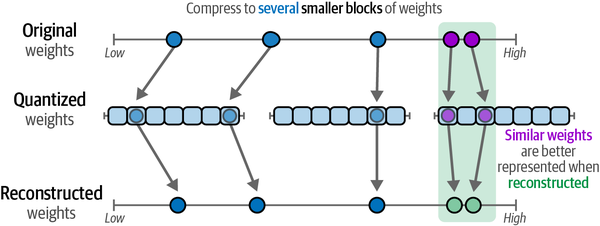 Compress to several smaller blocks of weights
Original
weights
Low
High
Quantized
weights
Similar weights
are better
represented when
reconstructed
Reconstructed
weights
Low
High